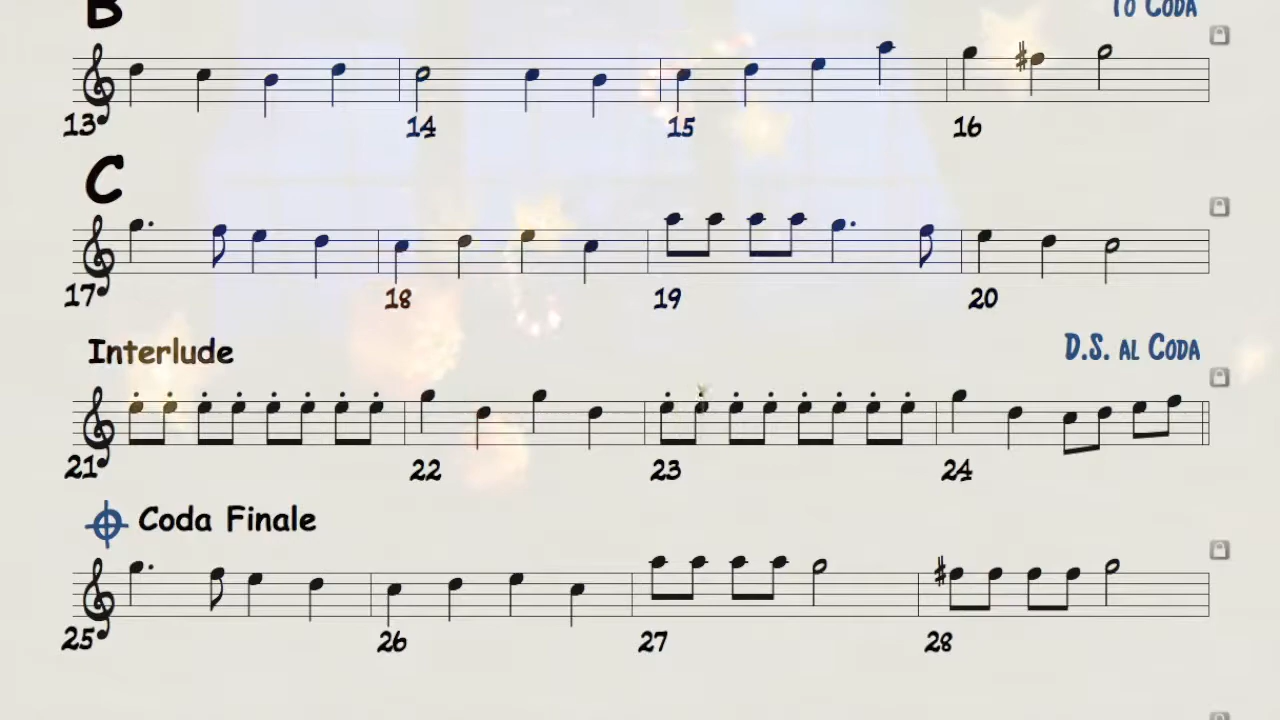 B To Coda
13 14 15 16
C
17 18 19 20
Interlude D.S. al Coda
21 22 23 24
Coda Finale
25 26 27 28